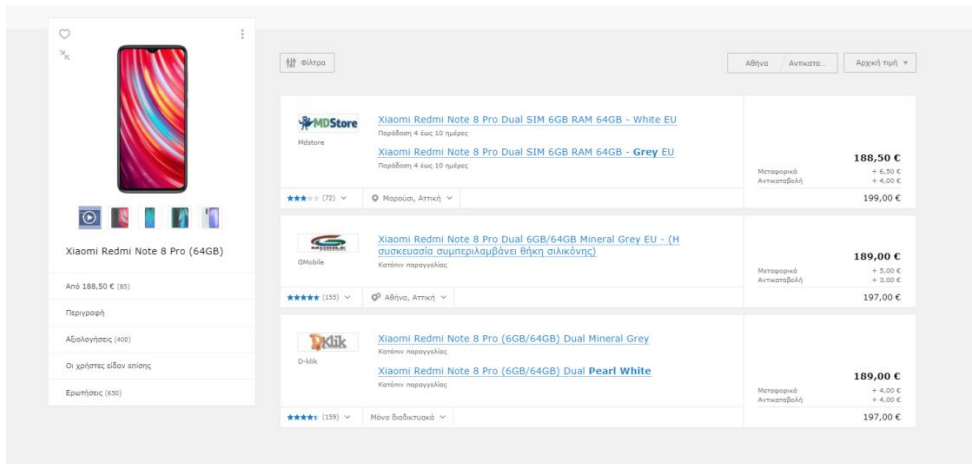 Xiaomi Redmi Note 8 Pro (64GB)
Από 188,50 € (85)
Περιγραφή
Αξιολογήσεις (400)
Οι χρήστες είδαν επίσης
Ερωτήσεις (650)
Φίλτρα
Αθήνα
Αντικατα...
Αρχική τιμή
MDStore
Mdstore
Xiaomi Redmi Note 8 Pro Dual SIM 6GB RAM 64GB - White EU
Παράδοση 4 έως 10 ημέρες
Xiaomi Redmi Note 8 Pro Dual SIM 6GB RAM 64GB - Grey EU
Παράδοση 4 έως 10 ημέρες
188,50 €
Μεταφορικά + 6,50 €
Αντικαταβολή + 4,00 €
(72)
Μαρούσι, Αττική
199,00 €
GMobile
Xiaomi Redmi Note 8 Pro Dual 6GB/64GB Mineral Grey EU - (Η
συσκευασία συμπεριλαμβάνει θήκη σιλικόνης)
Κατόπιν παραγγελίας
189,00 €
Μεταφορικά + 5,00 €
Αντικαταβολή + 3,00 €
(155)
Αθήνα, Αττική
197,00 €
DKlik
D-klik
Xiaomi Redmi Note 8 Pro (6GB/64GB) Dual Mineral Grey
Κατόπιν παραγγελίας
Xiaomi Redmi Note 8 Pro (6GB/64GB) Dual Pearl White
Κατόπιν παραγγελίας
189,00 €
Μεταφορικά + 4,00 €
Αντικαταβολή + 4,00 €
(159)
Μόνο διαδικτυακά
197,00 €